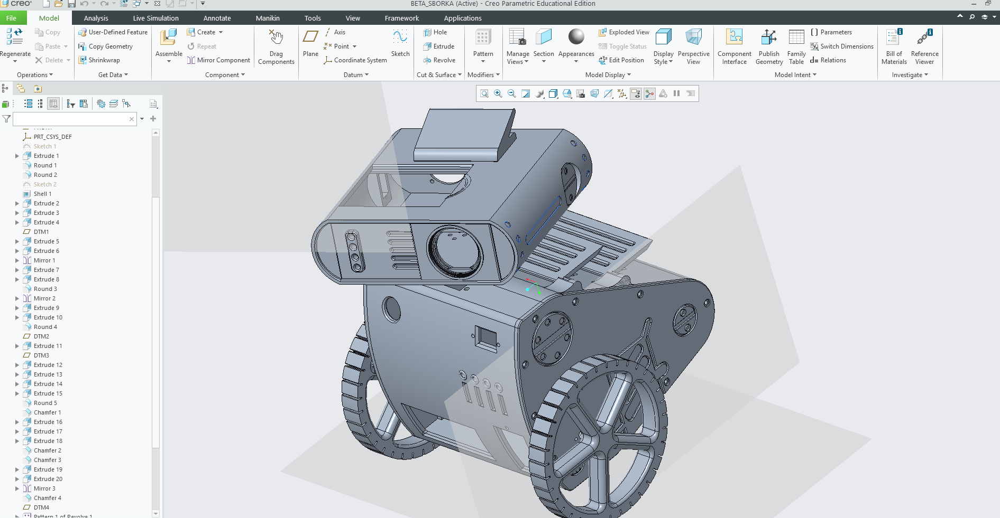 creo°
BETA_SBORKA (Active) - Creo Parametric Educational Edition
File
Model
Analysis
Live Simulation
Annotate
Manikin
Tools
View
Framework
Applications
Regenerate
Copy
Paste
Delete
Operations
User-Defined Feature
Copy Geometry
Shrinkwrap
Get Data
Assemble
Create
Repeat
Mirror Component
Drag
Components
Component
Plane
Axis
Point
Coordinate System
Sketch
Datum
Hole
Extrude
Revolve
Cut & Surface
Pattern
Modifiers
Manage
Views
Section
Appearances
Exploded View
Toggle Status
Edit Position
Display
Style
Perspective
View
Model Display
Component
Interface
Publish
Geometry
Family
Table
Parameters
Switch Dimensions
d= Relations
Model Intent
Bill of
Materials
Reference
Viewer
Investigate
PRT_CSYS_DEF
Sketch 1
Extrude 1
Round 1
Round 2
Sketch 2
Shell 1
Extrude 2
Extrude 3
Extrude 4
DTM1
Extrude 5
Extrude 6
Mirror 1
Extrude 7
Extrude 8
Round 3
Mirror 2
Extrude 9
Extrude 10
Round 4
DTM2
Extrude 11
DTM3
Extrude 12
Extrude 13
Extrude 14
Extrude 15
Round 5
Chamfer 1
Extrude 16
Extrude 17
Extrude 18
Chamfer 2
Chamfer 3
Extrude 19
Extrude 20
Mirror 3
Chamfer 4
DTM4
Pattern 1 of Revolve 1